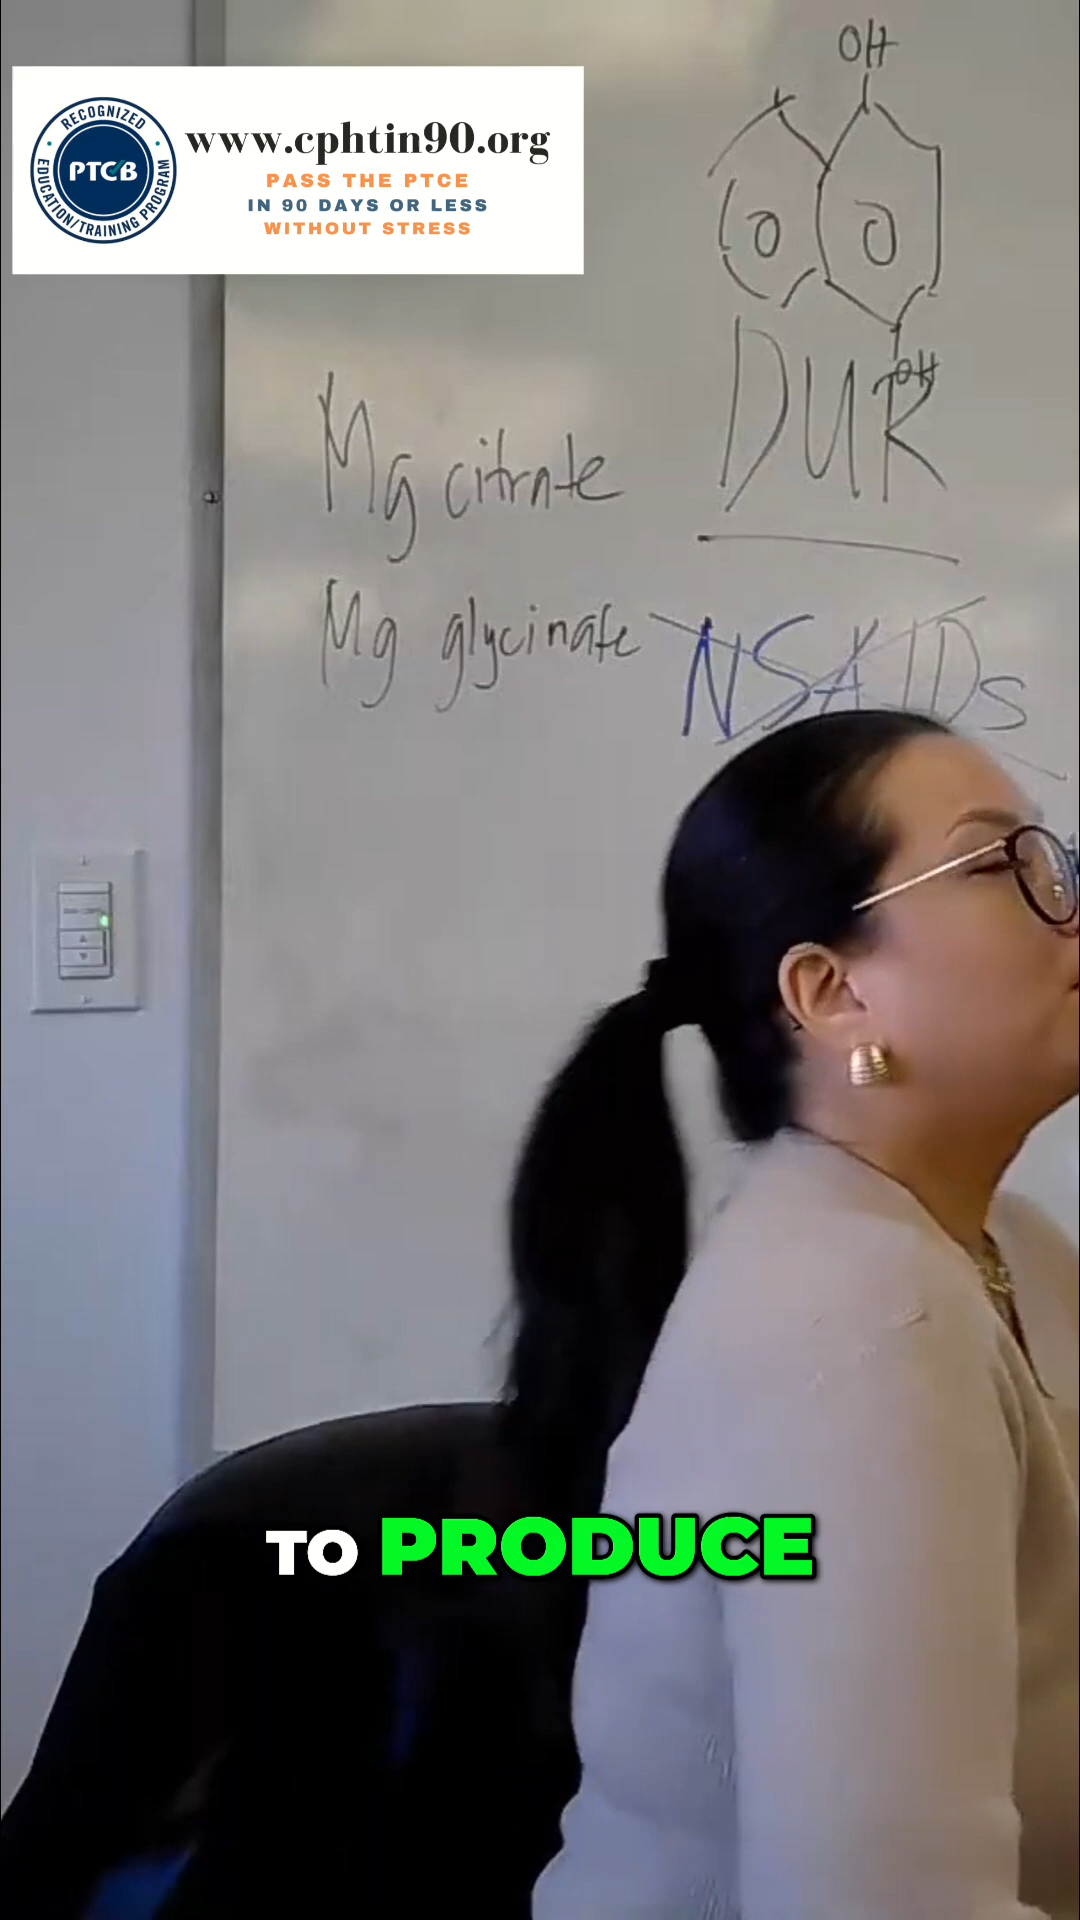 RECOGNIZED
PTCB
EDUCATION/TRAINING PROGRAM
www.cphtin90.org
PASS THE PTCE
IN 90 DAYS OR LESS
WITHOUT STRESS
OH
O O
OH
DUR
Mg citrate
Mg glycinate
NSAIDs
TO PRODUCE